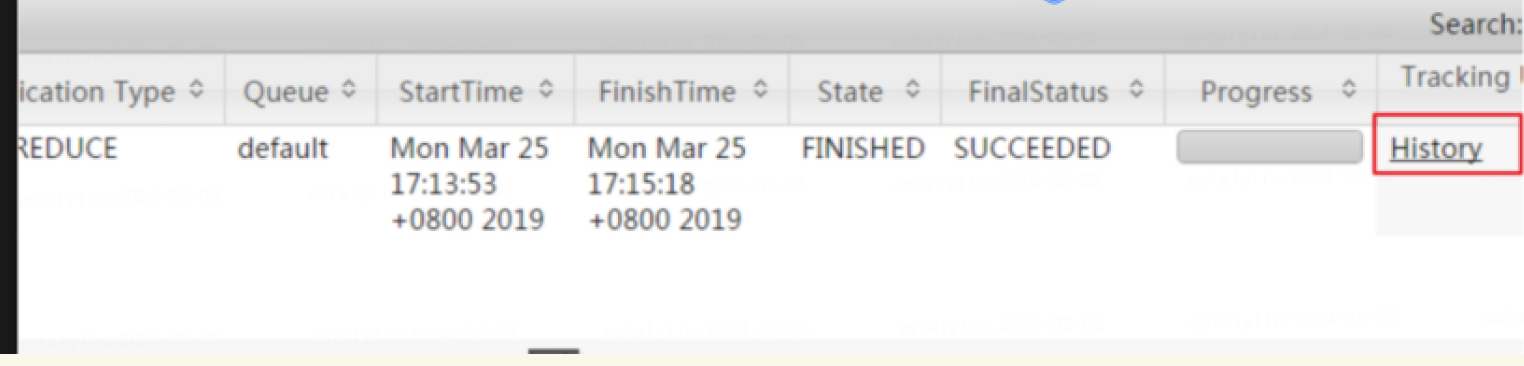 Search:
ication Type Queue StartTime FinishTime State FinalStatus Progress Tracking
REDUCE default Mon Mar 25 Mon Mar 25 FINISHED SUCCEEDED History
17:13:53 17:15:18
+0800 2019 +0800 2019